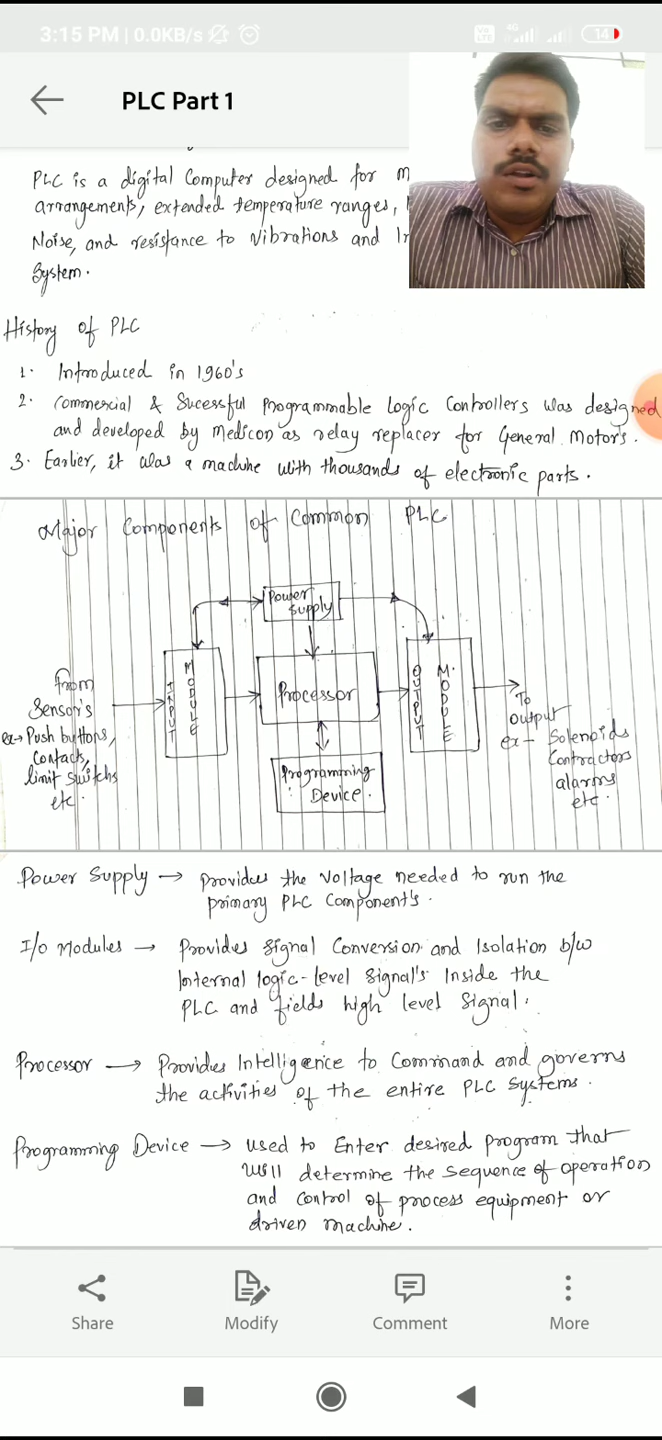 3:15 PM | 0.0KB/s
4G
14
PLC Part 1
PLC is a digital Computer designed for m
arrangements, extended temperature ranges,
Noise, and resistance to vibrations and In
System.
History of PLC
1. Introduced in 1960's
2. Commercial & Sucessful Programmable Logic Controllers was designed
and developed by Medicon as relay replacer for General Motor's.
3. Earlier, it was a machine with thousands of electronic parts.
Major Components of Common PLC
Power
Supply
INPUT
MODULE
Processor
OUTPUT
MODULE
Programming
Device.
From
Sensor's
ex→ Push buttons,
Contacts,
limit switchs
etc.
To
output
ex- Solenoids
Contractors
alarms
etc.
Power Supply → provides the Voltage needed to run the
primary PLC Component's.
I/o Modules → Provides Signal Conversion and Isolation b/w
Internal logic-level Signal's Inside the
PLC and fields high level Signal.
Processor → Provides Intelligence to Command and governs
the activities of the entire PLC Systems.
Programming Device → used to Enter desired program that
will determine the sequence of operation
and control of process equipment or
driven machine.
Share
Modify
Comment
More